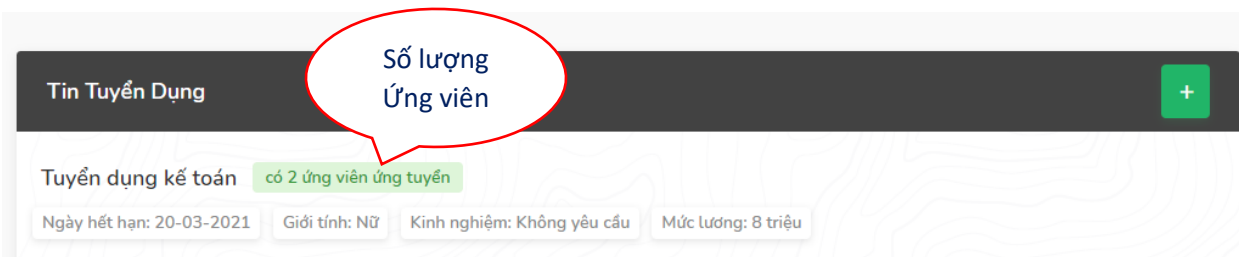 Số lượng
Ứng viên
Tin Tuyển Dụng
+
Tuyển dụng kế toán có 2 ứng viên ứng tuyển
Ngày hết hạn: 20-03-2021 Giới tính: Nữ Kinh nghiệm: Không yêu cầu Mức lương: 8 triệu